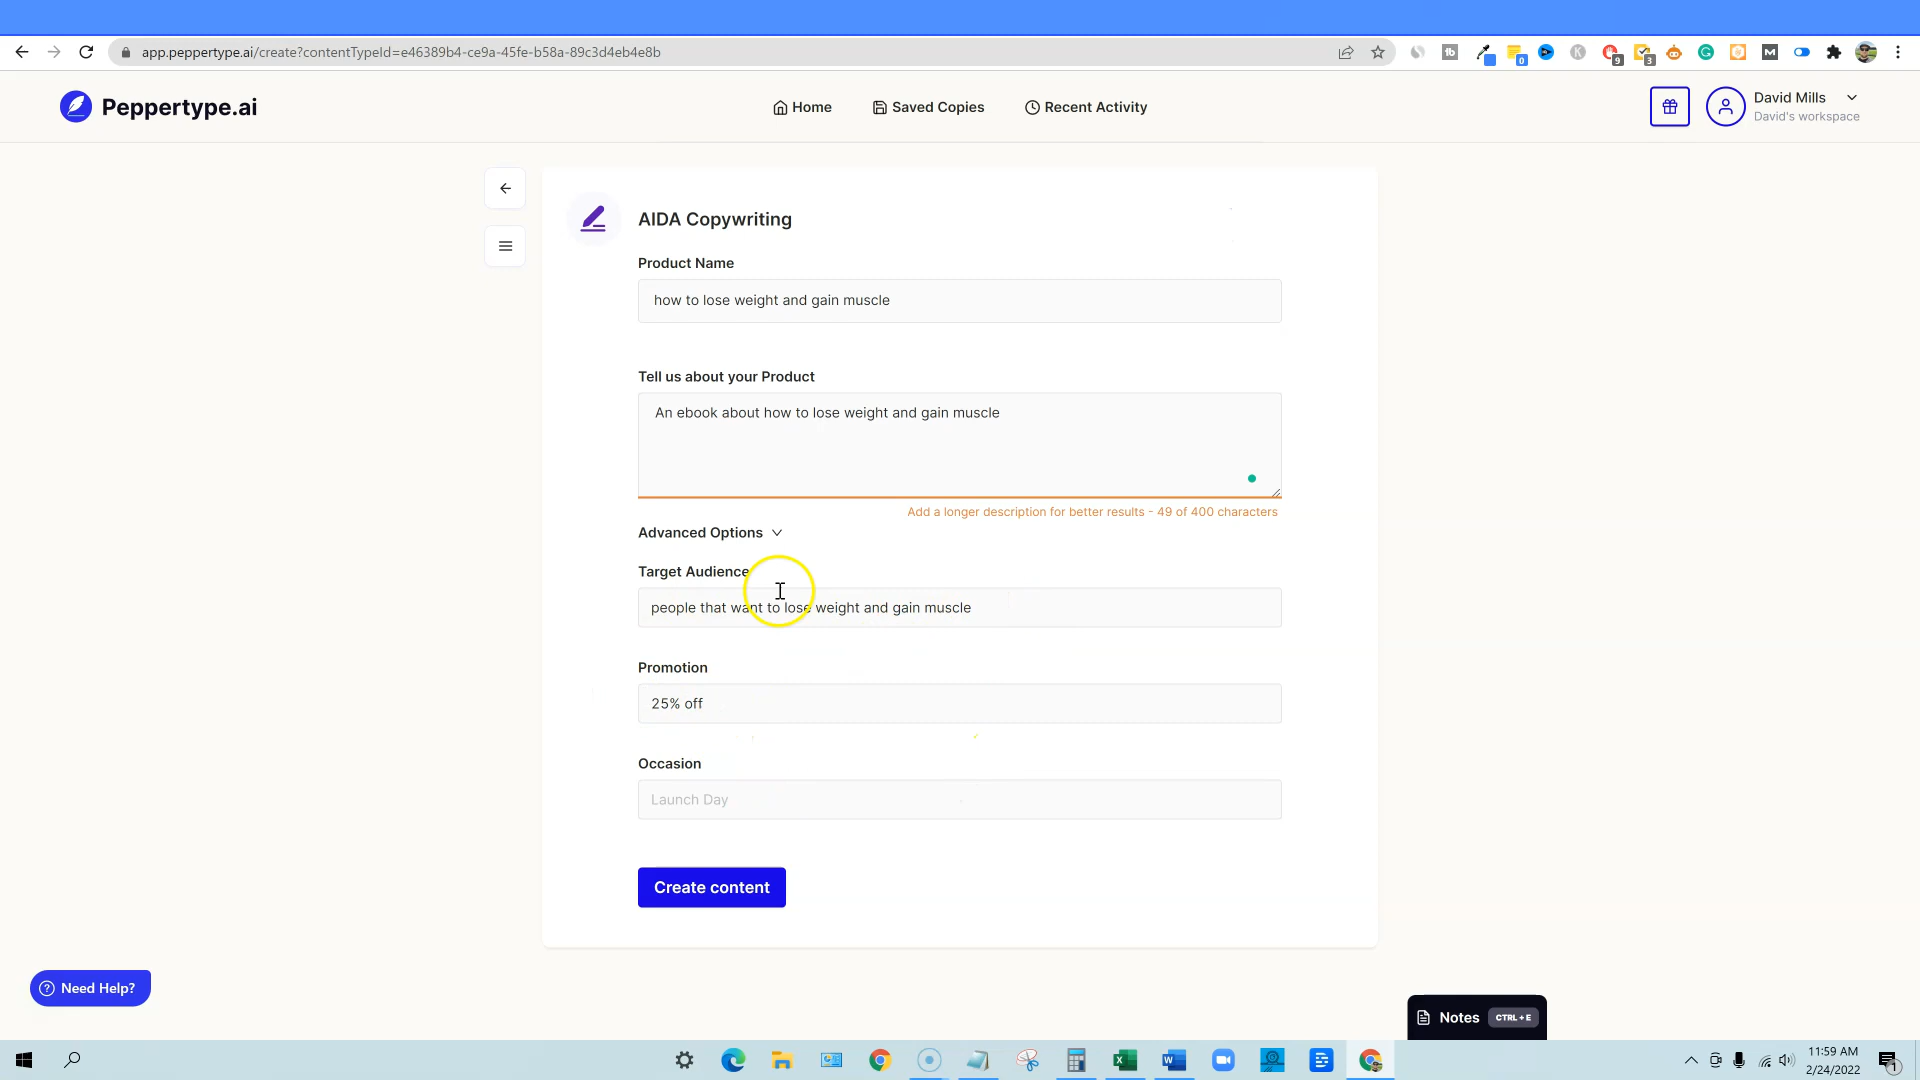 app.peppertype.ai/create?contentTypeId=e46389b4-ce9a-45fe-b58a-89c3d4eb4e8b
Peppertype.ai
Home
Saved Copies
Recent Activity
David Mills
David's workspace
AIDA Copywriting
Product Name
how to lose weight and gain muscle
Tell us about your Product
An ebook about how to lose weight and gain muscle
Add a longer description for better results - 49 of 400 characters
Advanced Options
Target Audience
people that want to lose weight and gain muscle
Promotion
25% off
Occasion
Launch Day
Create content
Need Help?
Notes CTRL + E
11:59 AM
2/24/2022